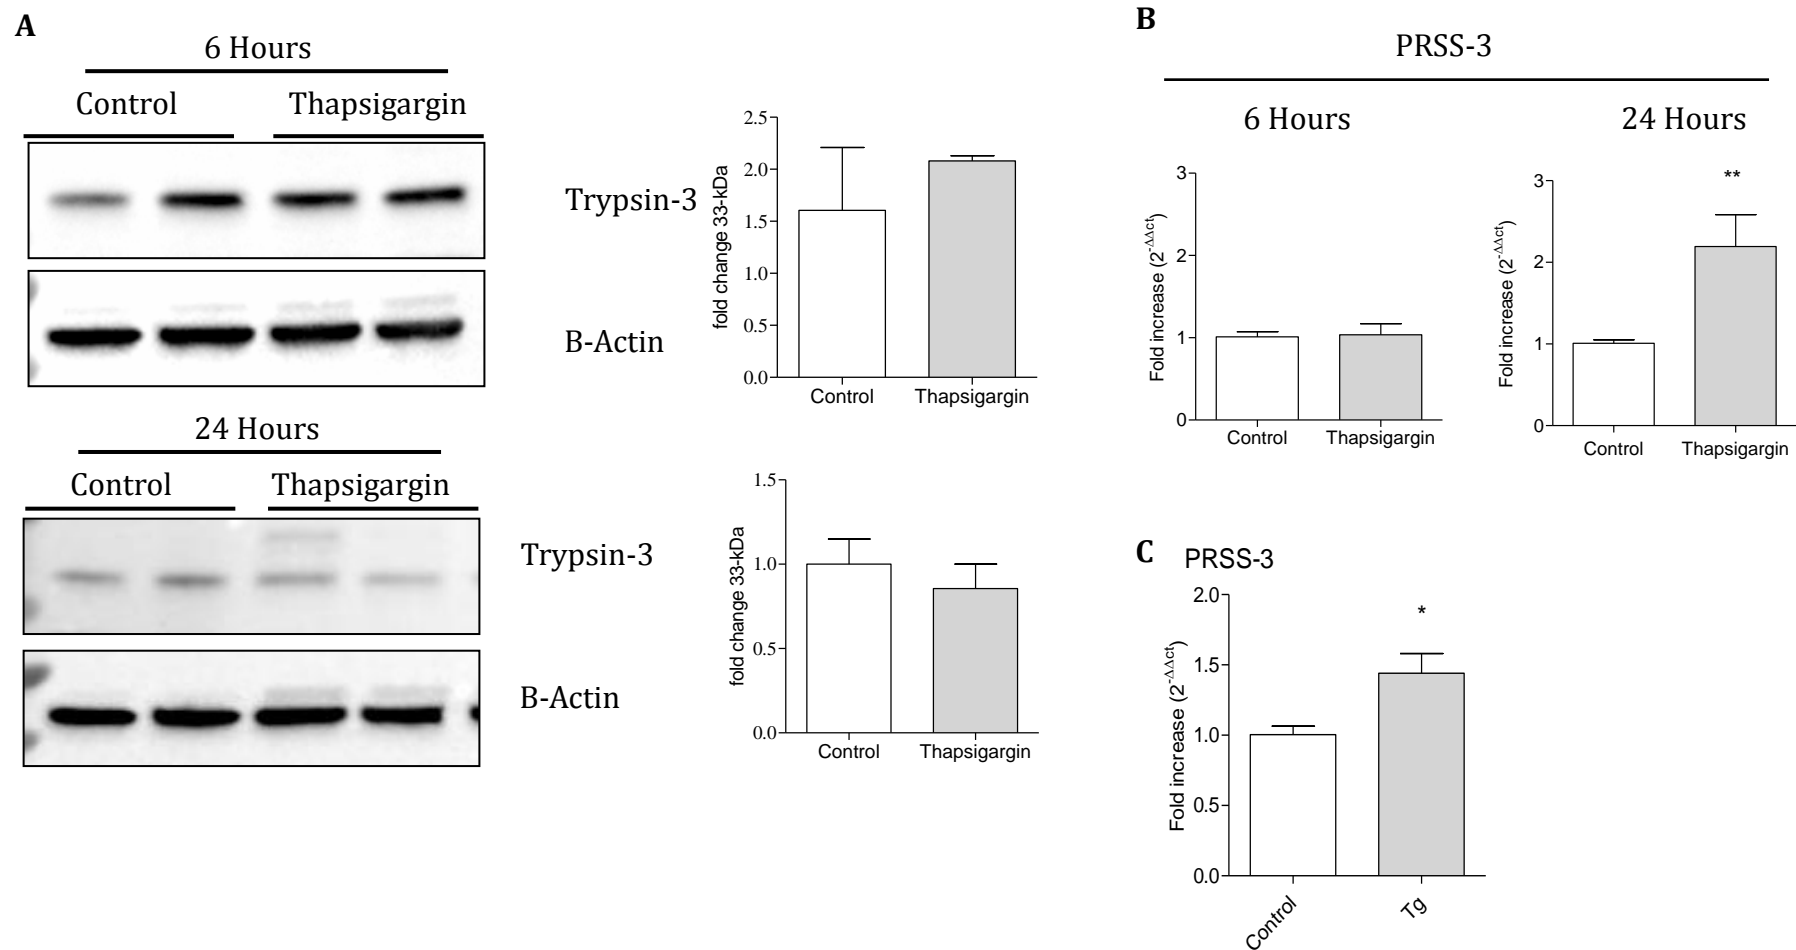 A
6 Hours
Control Thapsigargin
Trypsin-3
B-Actin
fold change 33-kDa
2.5
2.0
1.5
1.0
0.5
0.0
Control Thapsigargin
24 Hours
Control Thapsigargin
Trypsin-3
B-Actin
fold change 33-kDa
1.5
1.0
0.5
0.0
Control Thapsigargin
B
PRSS-3
6 Hours
Fold increase (2^-ΔΔct)
3
2
1
0
Control Thapsigargin
24 Hours
Fold increase (2^-ΔΔct)
3
2
1
0
**
Control Thapsigargin
C PRSS-3
Fold increase (2^-ΔΔct)
2.0
1.5
1.0
0.5
0.0
*
Control Tg